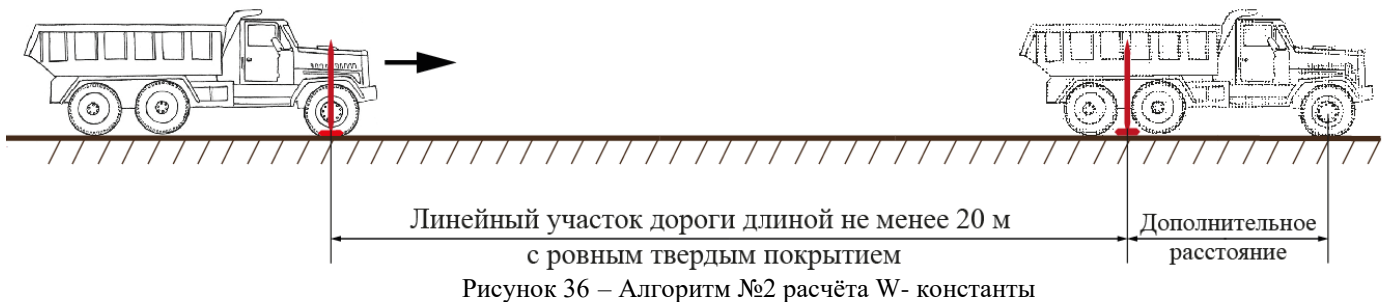 Линейный участок дороги длиной не менее 20 м
с ровным твердым покрытием
Дополнительное
расстояние
Рисунок 36 – Алгоритм №2 расчёта W- константы